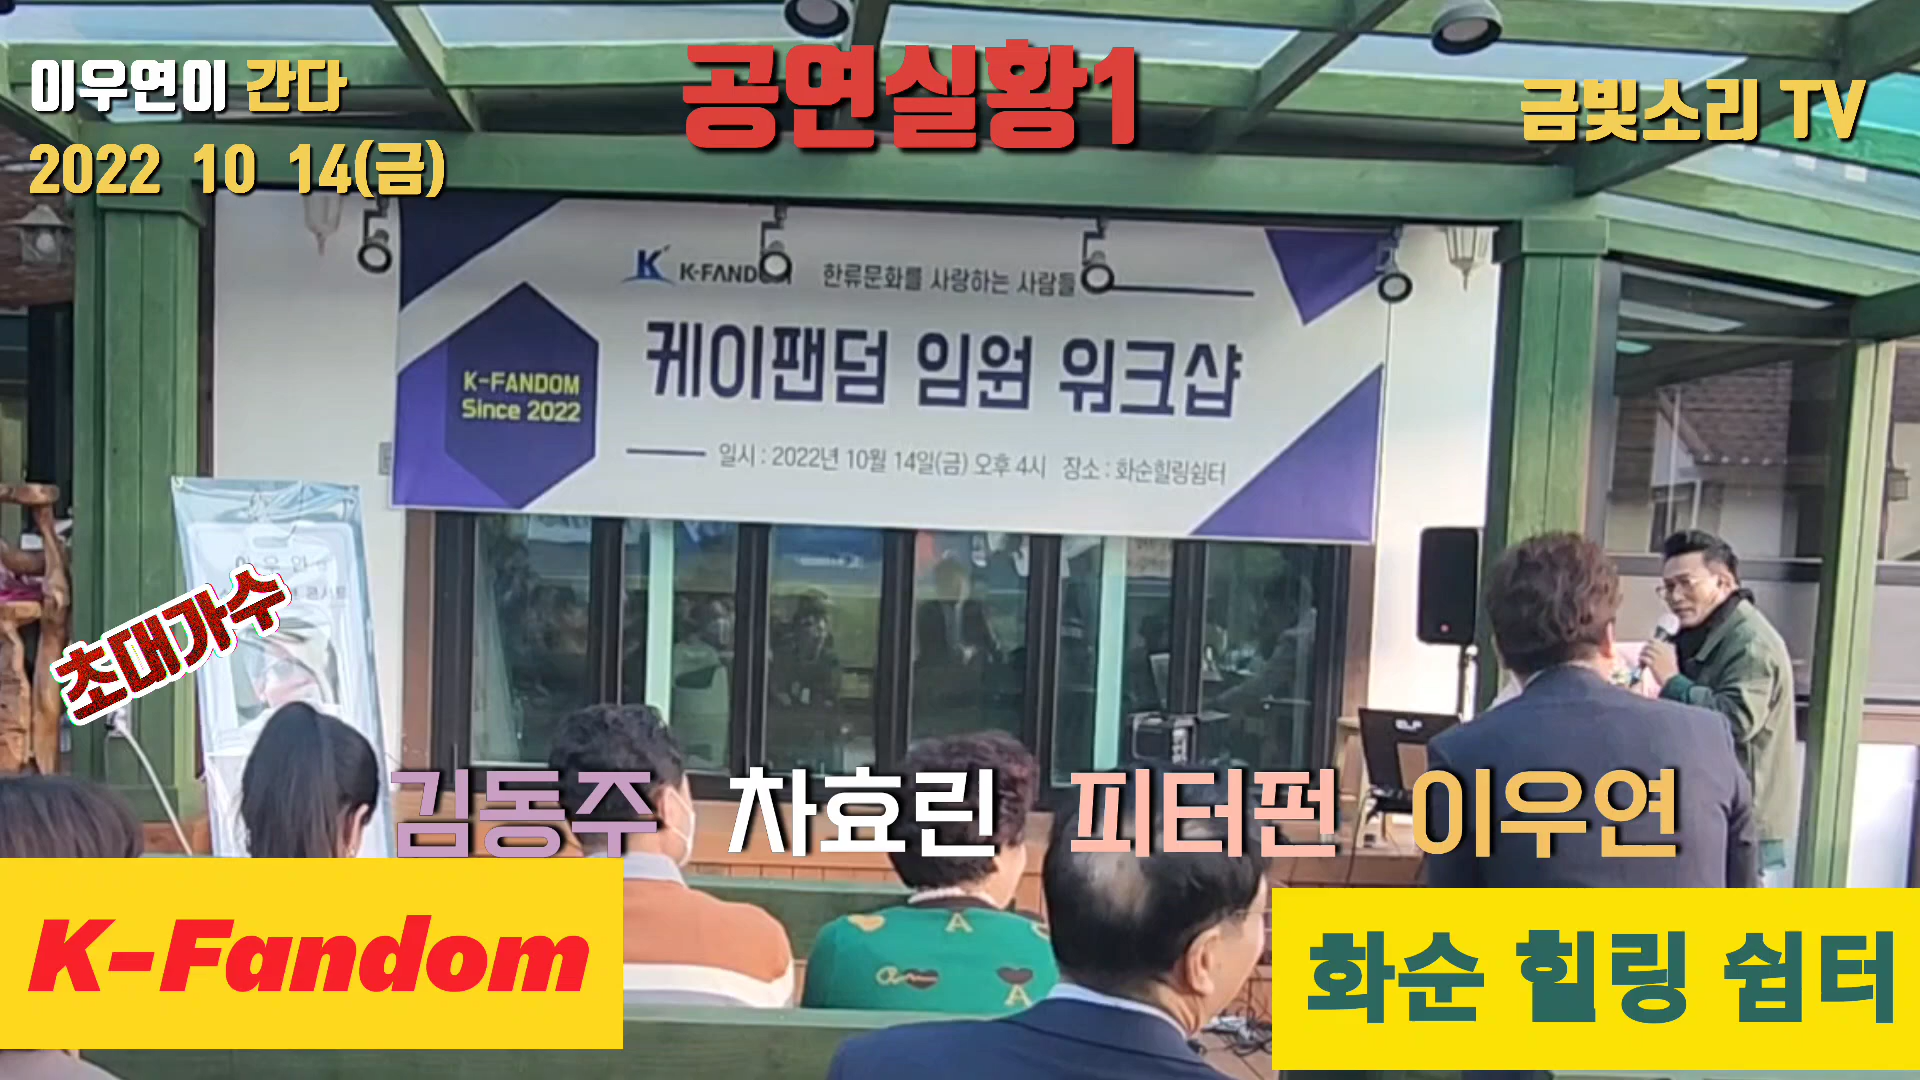 이우연이 간다
2022 10 14(금)
공연실황1
금빛소리 TV
K-FANDOM 한류문화를 사랑하는 사람들
케이팬덤 임원 워크샵
K-FANDOM
Since 2022
일시 : 2022년 10월 14일(금) 오후 4시 장소 : 화순힐링쉼터
초대가수
김동주 차효린 피터펀 이우연
K-Fandom
화순 힐링 쉼터